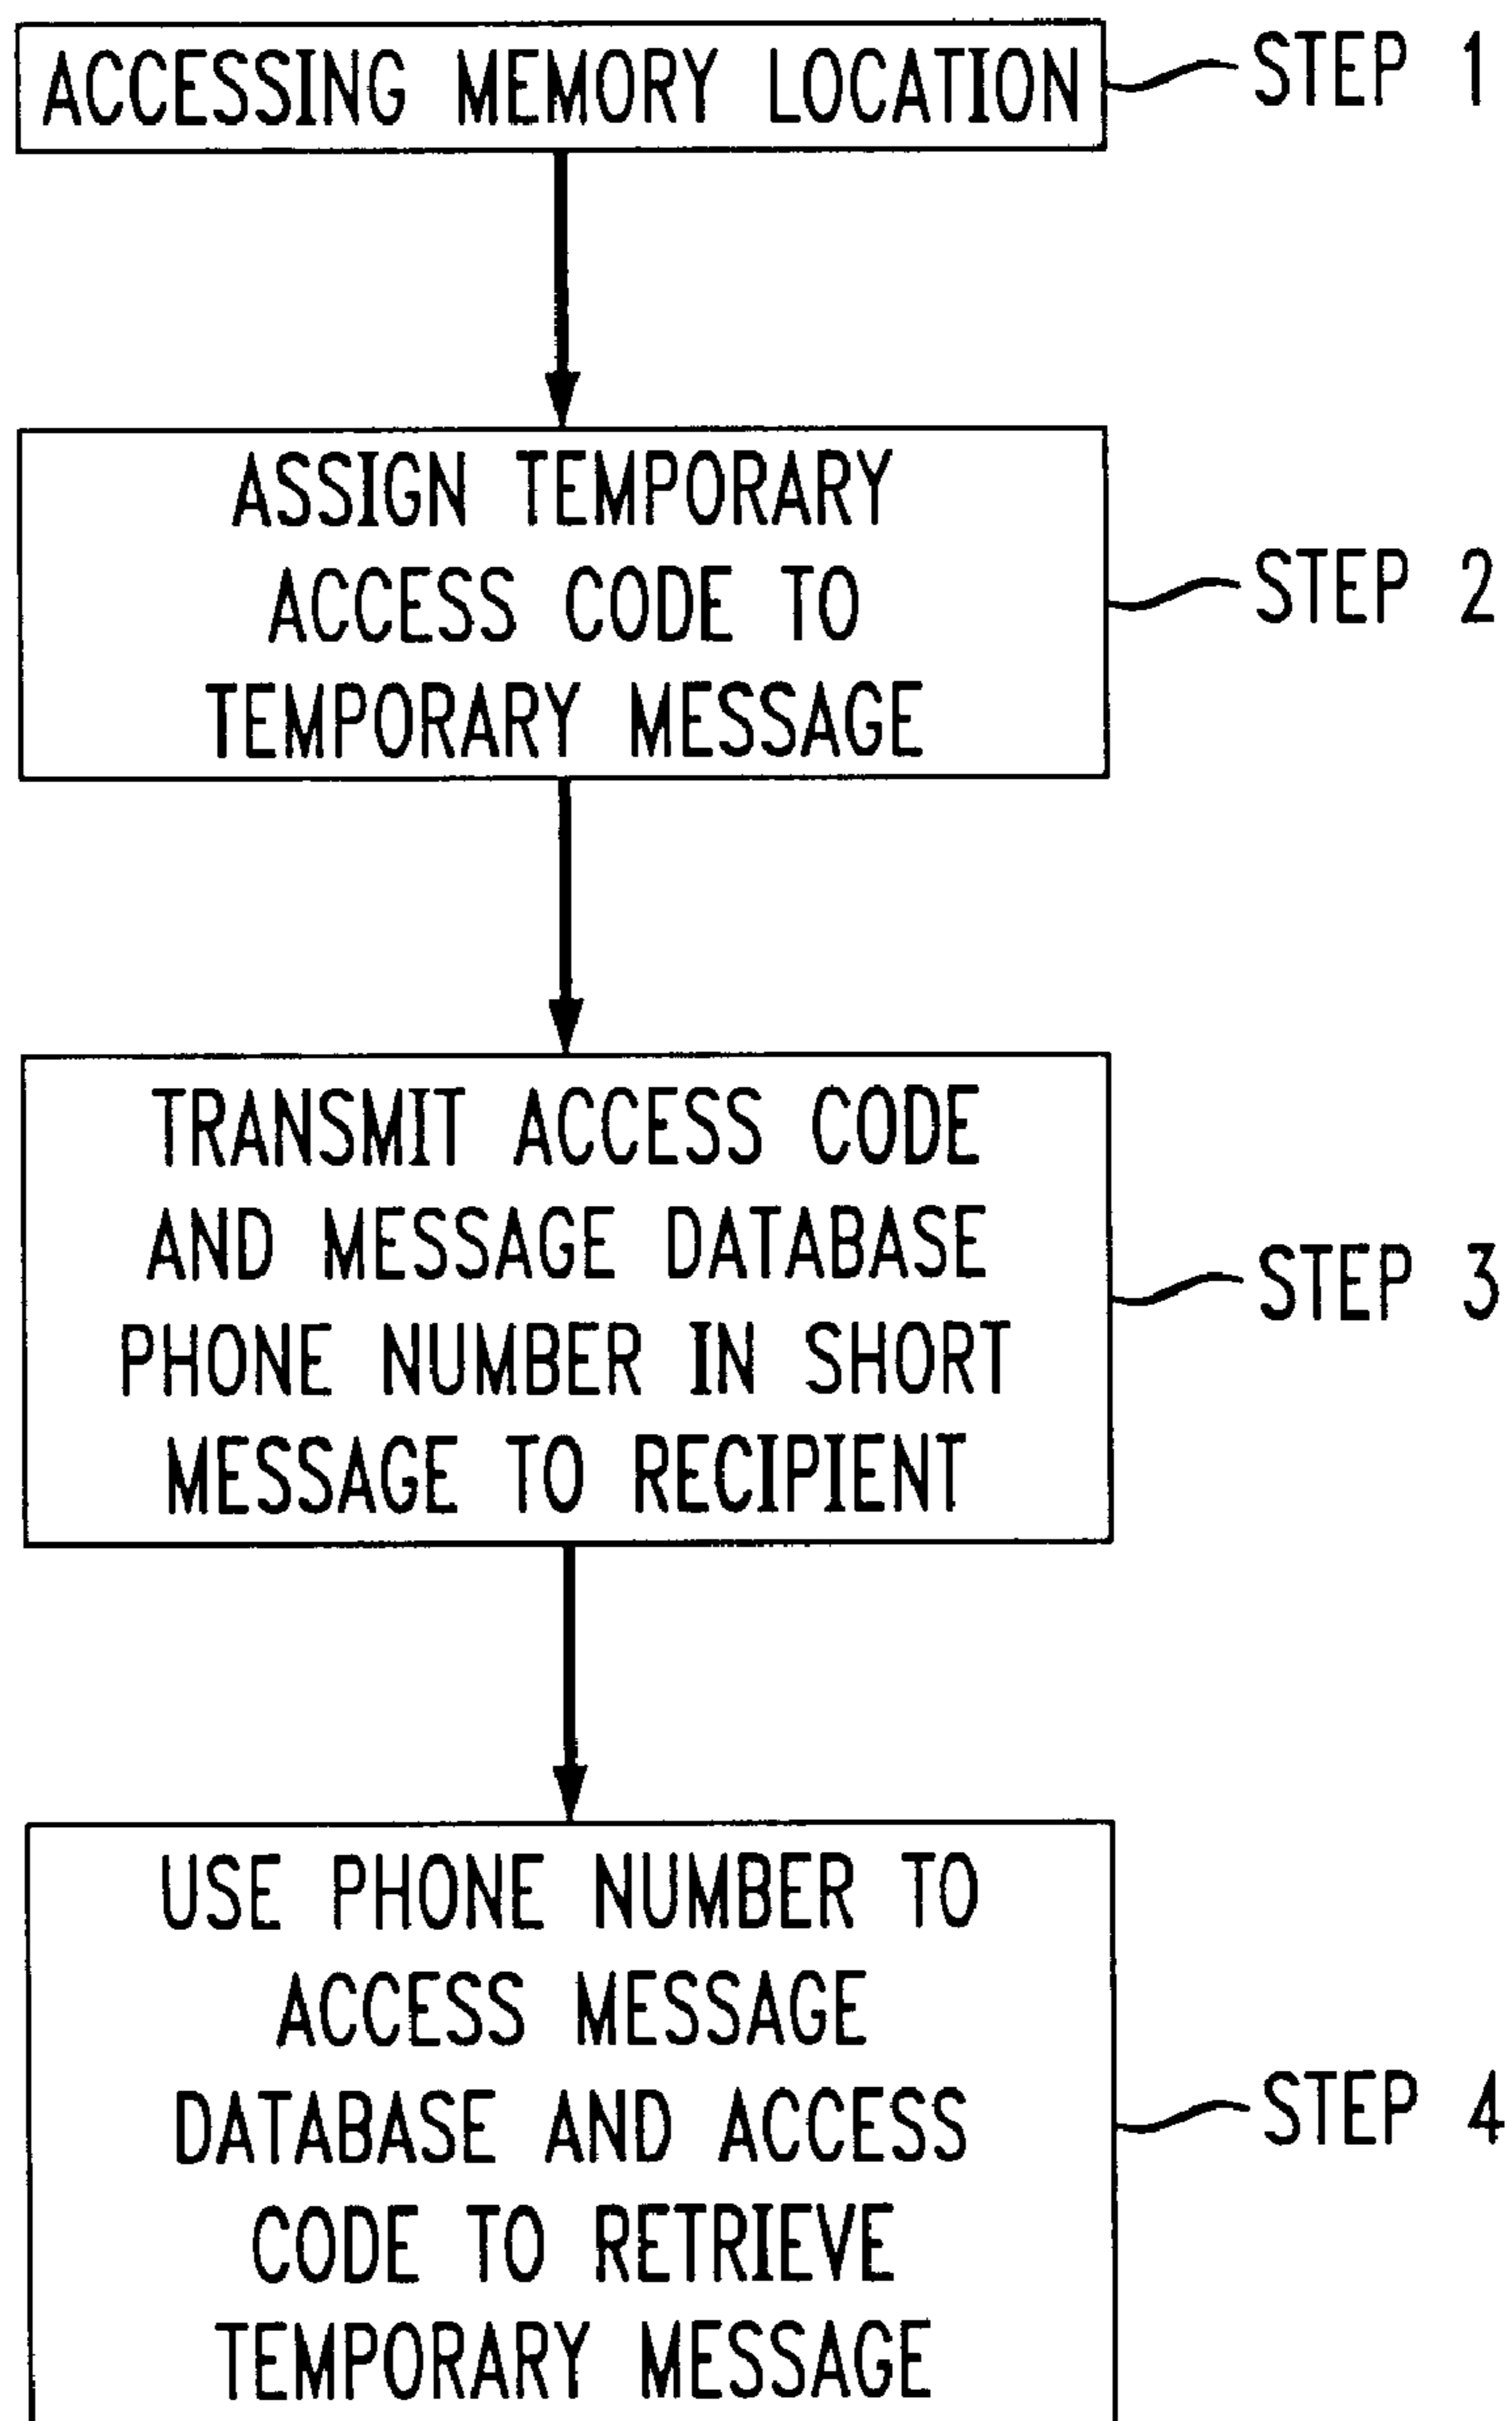 ACCESSING MEMORY LOCATION
STEP 1
ASSIGN TEMPORARY
ACCESS CODE TO
TEMPORARY MESSAGE
STEP 2
TRANSMIT ACCESS CODE
AND MESSAGE DATABASE
PHONE NUMBER IN SHORT
MESSAGE TO RECIPIENT
STEP 3
USE PHONE NUMBER TO
ACCESS MESSAGE
DATABASE AND ACCESS
CODE TO RETRIEVE
TEMPORARY MESSAGE
STEP 4